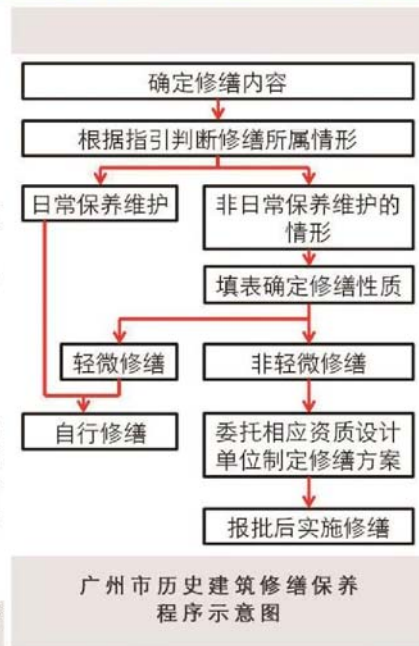 确定修缮内容
根据指引判断修缮所属情形
日常保养维护
非日常保养维护的
情形
填表确定修缮性质
轻微修缮
非轻微修缮
自行修缮
委托相应资质设计
单位制定修缮方案
报批后实施修缮
广州市历史建筑修缮保养
程序示意图